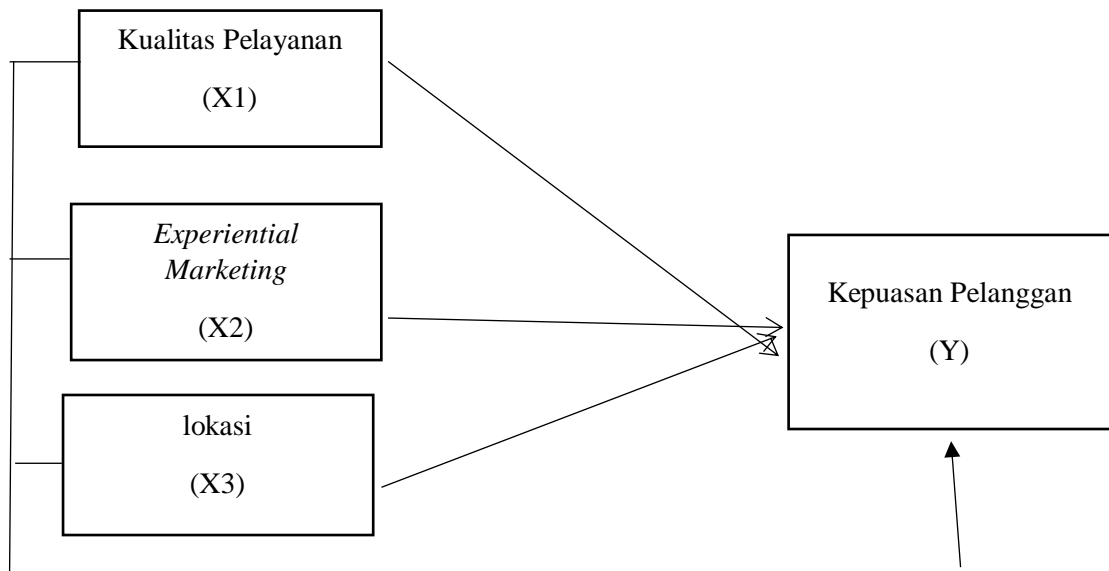 Kualitas Pelayanan
(X1)
Experiential
Marketing
(X2)
Kepuasan Pelanggan
(Y)
lokasi
(X3)